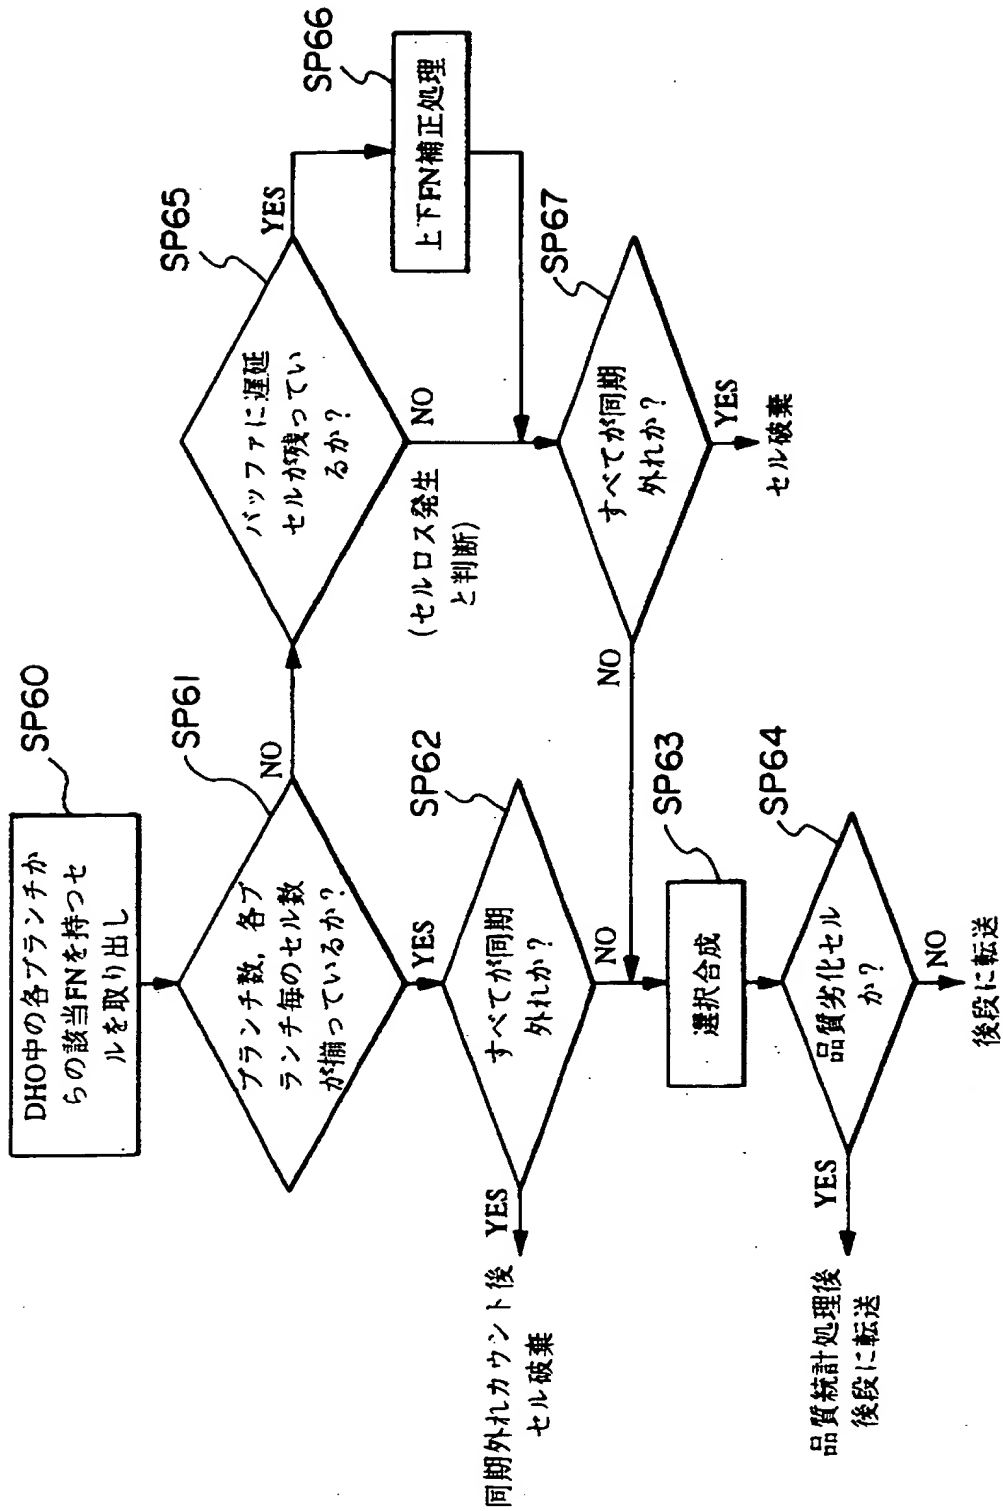 SP60
DHO中の各ブランチか
らの該当FNを持つセ
ルを取り出し
SP61
ブランチ数，各ブ
ランチ毎のセル数
が揃っているか？
NO
YES
SP65
バッファに遅延
セルが残ってい
るか？
YES
NO
(セルロス発生
と判断)
SP66
上下FN補正処理
SP62
すべてが同期
外れか？
YES
NO
同期外れカウント後
セル破棄
SP67
すべてが同期
外れか？
NO
YES
セル破棄
SP63
選択合成
SP64
品質劣化セル
か？
YES
NO
品質統計処理後
後段に転送
後段に転送